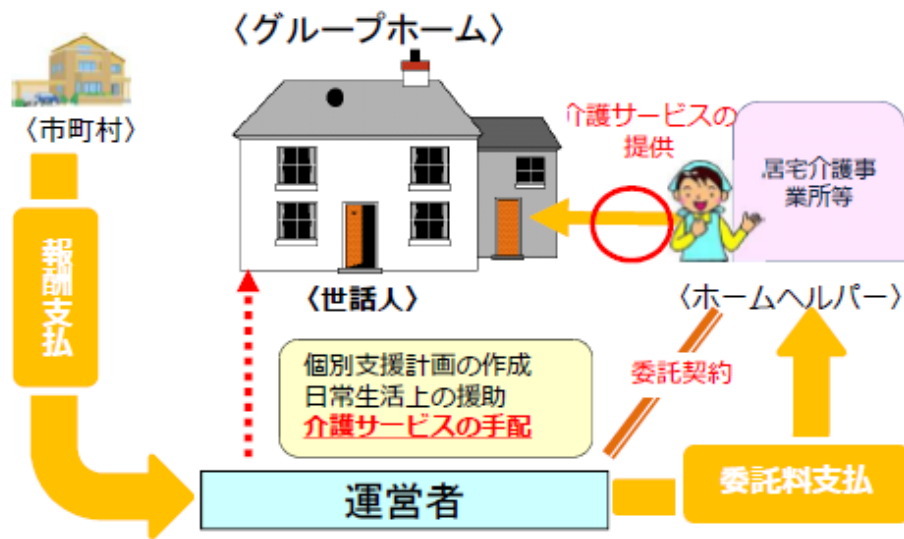 〈グループホーム〉
〈市町村〉
介護サービスの
提供
居宅介護事
業所等
報酬支払
〈世話人〉
〈ホームヘルパー〉
個別支援計画の作成
日常生活上の援助
介護サービスの手配
委託契約
運営者
委託料支払